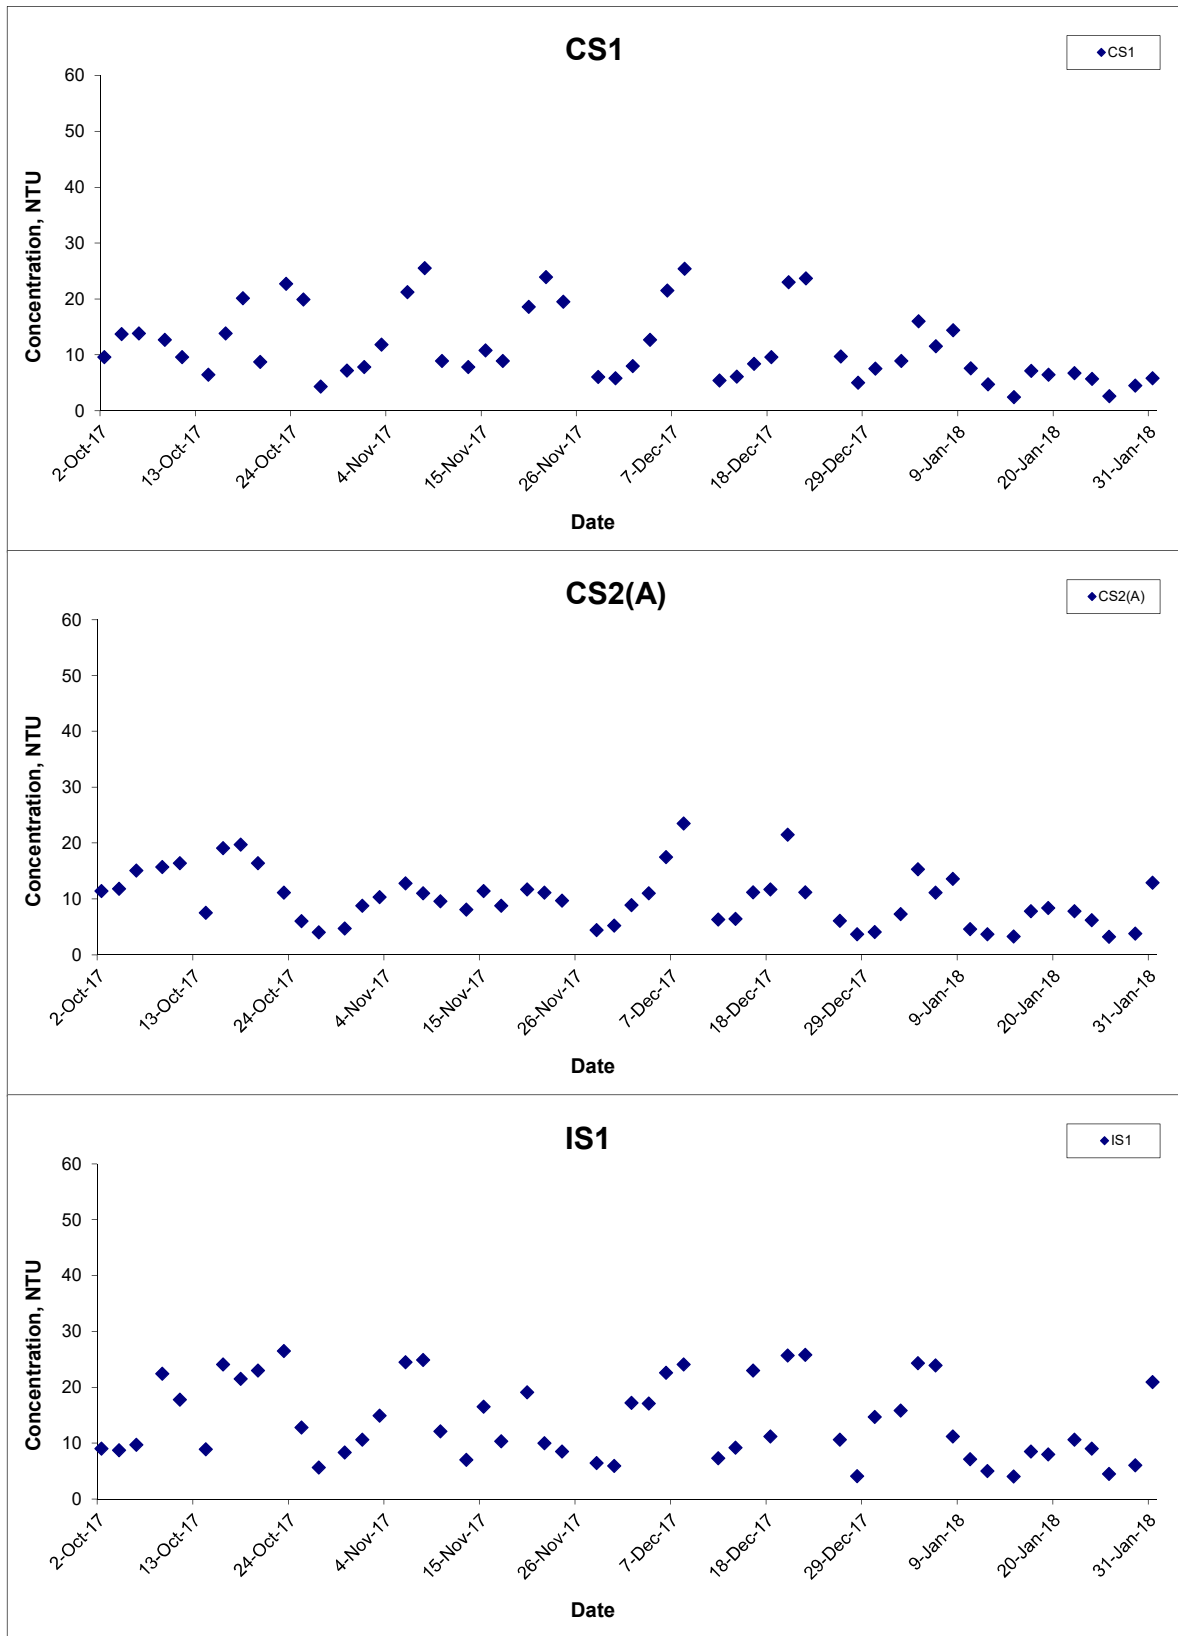 CS1
CS1
60
50
40
30
20
10
0
Concentration, NTU
2-Oct-17
13-Oct-17
24-Oct-17
4-Nov-17
15-Nov-17
26-Nov-17
7-Dec-17
18-Dec-17
29-Dec-17
9-Jan-18
20-Jan-18
31-Jan-18
Date
CS2(A)
CS2(A)
60
50
40
30
20
10
0
Concentration, NTU
2-Oct-17
13-Oct-17
24-Oct-17
4-Nov-17
15-Nov-17
26-Nov-17
7-Dec-17
18-Dec-17
29-Dec-17
9-Jan-18
20-Jan-18
31-Jan-18
Date
IS1
IS1
60
50
40
30
20
10
0
Concentration, NTU
2-Oct-17
13-Oct-17
24-Oct-17
4-Nov-17
15-Nov-17
26-Nov-17
7-Dec-17
18-Dec-17
29-Dec-17
9-Jan-18
20-Jan-18
31-Jan-18
Date